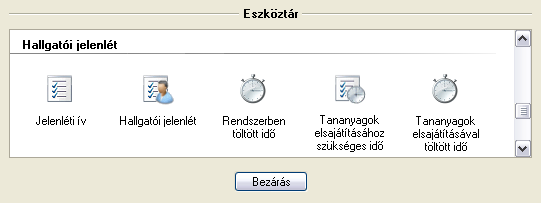 Eszköztár
Hallgatói jelenlét
Jelenléti ív
Hallgatói jelenlét
Rendszerben
töltött idő
Tananyagok
elsajátításához
szükséges idő
Tananyagok
elsajátításával
töltött idő
Bezárás